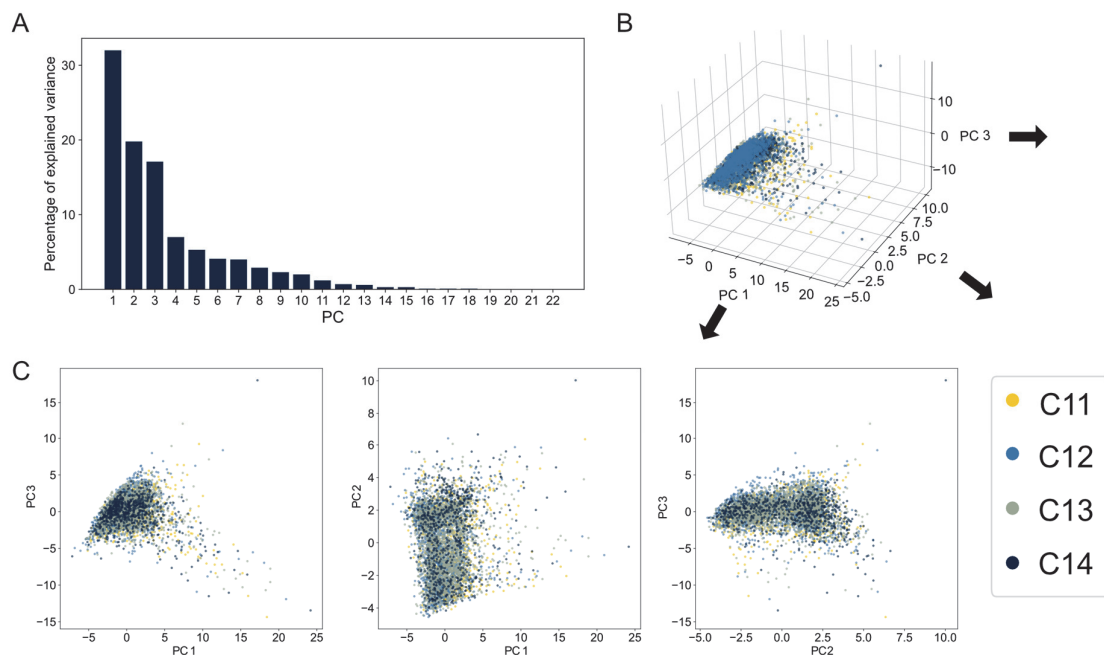 A
Percentage of explained variance
30
20
10
0
1 2 3 4 5 6 7 8 9 10 11 12 13 14 15 16 17 18 19 20 21 22
PC
B
10
0
−10
PC 3
10.0
7.5
5.0
2.5
0.0
−2.5
−5.0
PC 2
−5 0 5 10 15 20 25
PC 1
C
PC3
15
10
5
0
−5
−10
−15
−5 0 5 10 15 20 25
PC1
PC2
10
8
6
4
2
0
−2
−4
−5 0 5 10 15 20 25
PC1
PC3
15
10
5
0
−5
−10
−15
−5.0 −2.5 0.0 2.5 5.0 7.5 10.0
PC2
C11
C12
C13
C14